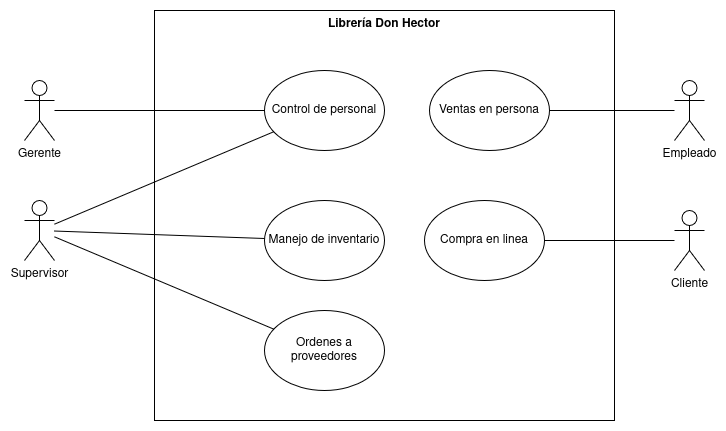 Librería Don Hector
Control de personal
Ventas en persona
Gerente
Empleado
Manejo de inventario
Compra en linea
Supervisor
Cliente
Ordenes a
proveedores